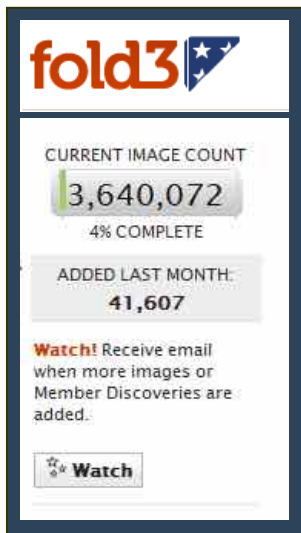 fold3
CURRENT IMAGE COUNT
3,640,072
4% COMPLETE
ADDED LAST MONTH:
41,607
Watch! Receive email
when more images or
Member Discoveries are
added.
Watch